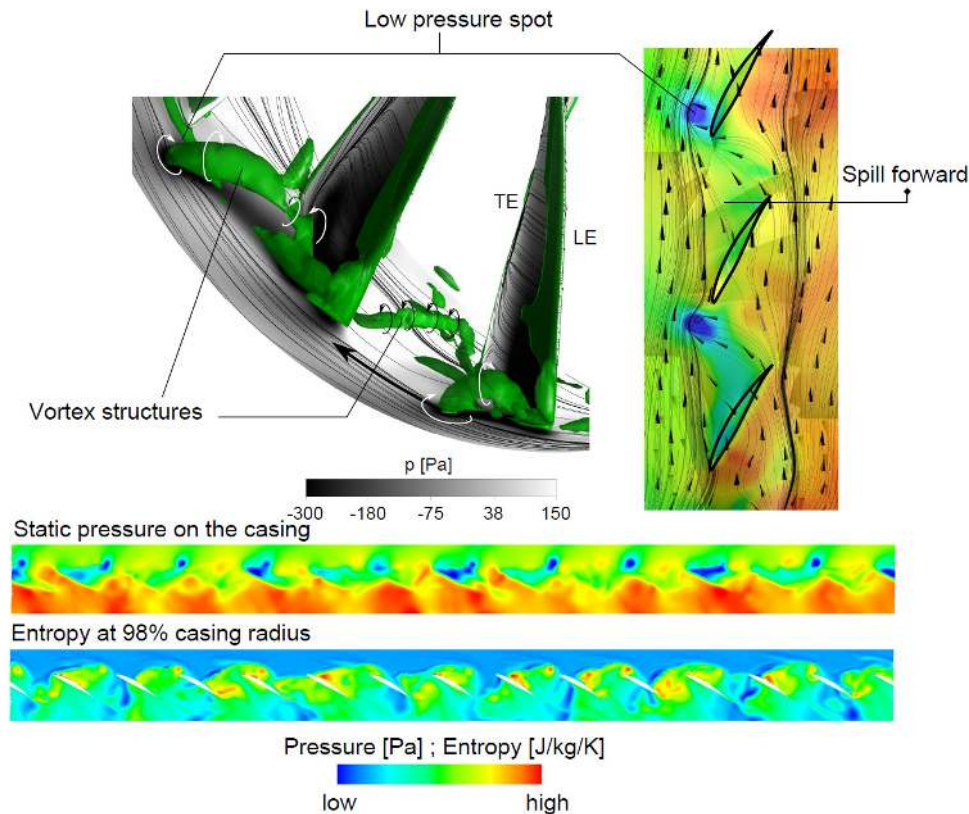 Low pressure spot
Spill forward
TE
LE
Vortex structures
p [Pa]
-300 -180 -75 38 150
Static pressure on the casing
Entropy at 98% casing radius
Pressure [Pa] ; Entropy [J/kg/K]
low high